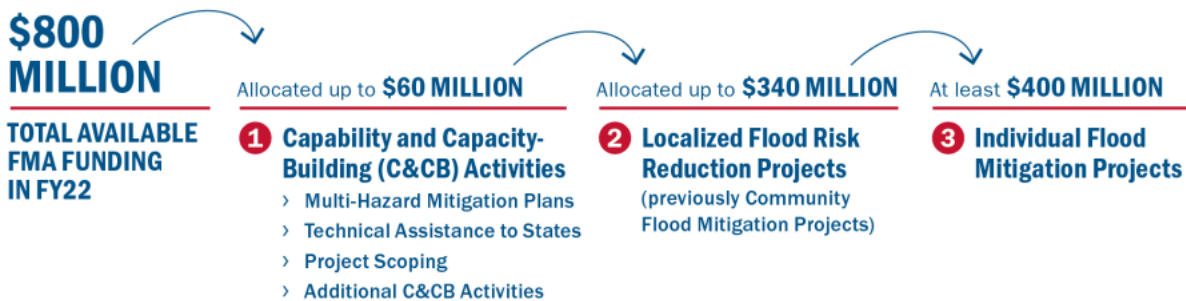 $800
MILLION
TOTAL AVAILABLE
FMA FUNDING
IN FY22
Allocated up to $60 MILLION
1 Capability and Capacity-
Building (C&CB) Activities
› Multi-Hazard Mitigation Plans
› Technical Assistance to States
› Project Scoping
› Additional C&CB Activities
Allocated up to $340 MILLION
2 Localized Flood Risk
Reduction Projects
(previously Community
Flood Mitigation Projects)
At least $400 MILLION
3 Individual Flood
Mitigation Projects